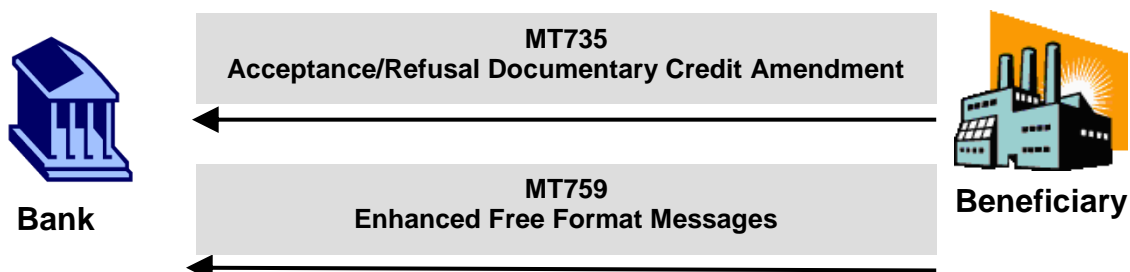 MT735
Acceptance/Refusal Documentary Credit Amendment
MT759
Enhanced Free Format Messages
Bank
Beneficiary